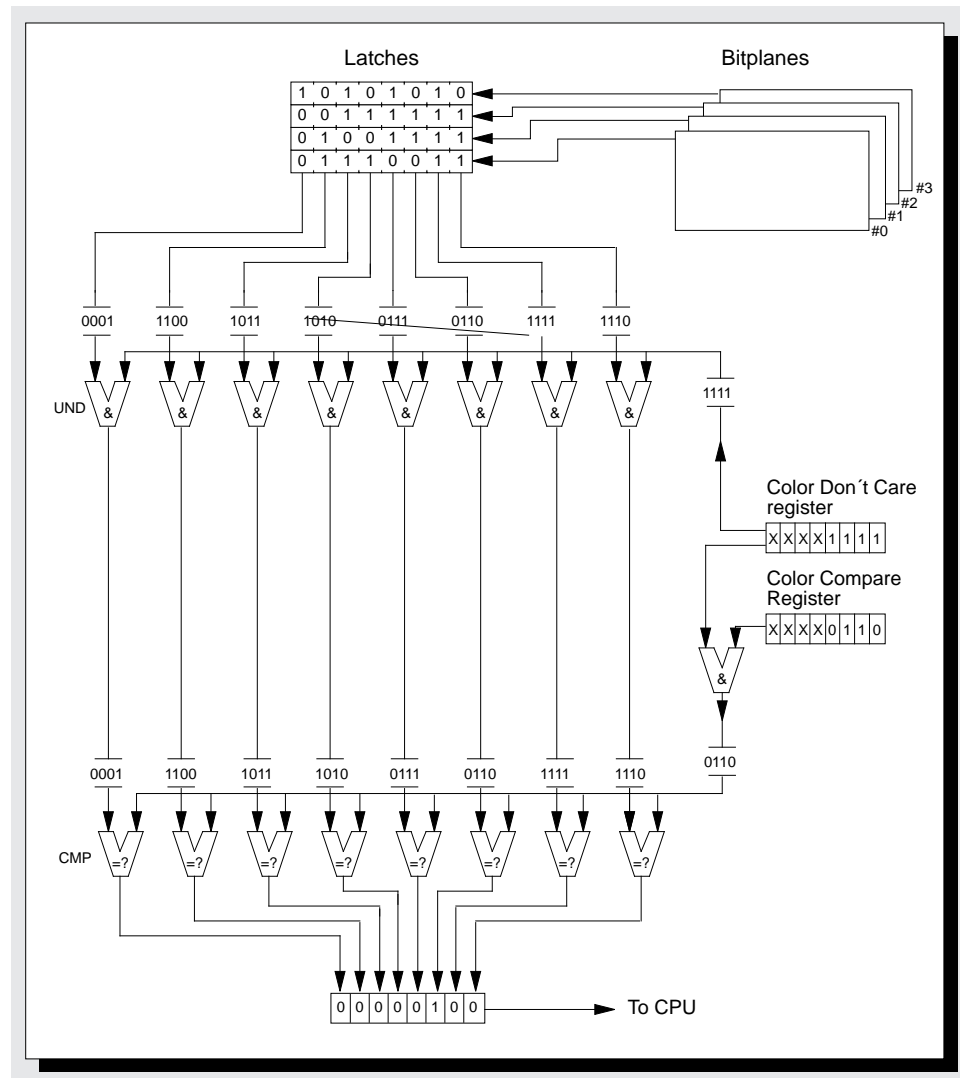 Latches
Bitplanes
1 0 1 0 1 0 1 0
0 0 1 1 1 1 1 1
0 1 0 0 1 1 1 1
0 1 1 1 0 0 1 1
#3
#2
#1
#0
0001 1100 1011 1010 0111 0110 1111 1110
1111
UND & & & & & & & &
Color Don´t Care
register
X X X X 1 1 1 1
Color Compare
Register
X X X X 0 1 1 0
&
0110
0001 1100 1011 1010 0111 0110 1111 1110
CMP =? =? =? =? =? =? =? =?
0 0 0 0 0 1 0 0
To CPU